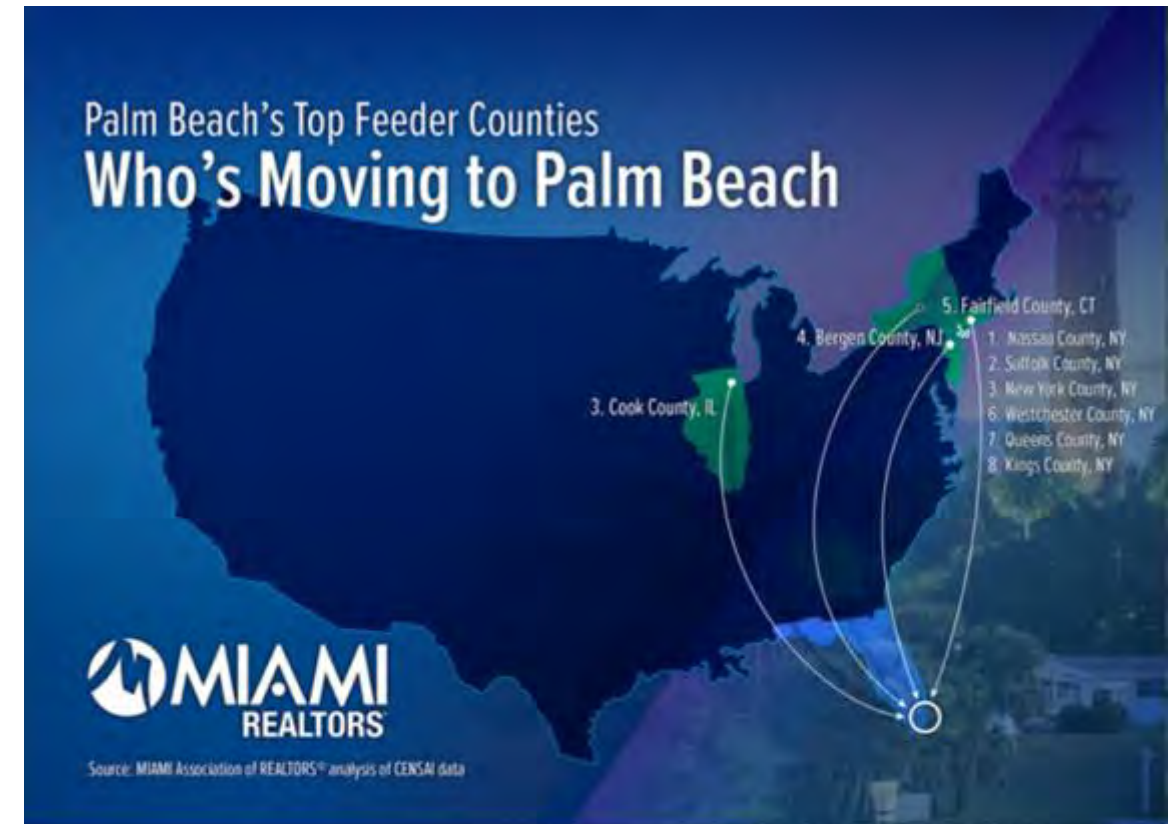 Palm Beach's Top Feeder Counties
Who's Moving to Palm Beach
5. Fairfield County, CT
4. Bergen County, NJ
1. Nassau County, NY
2. Suffolk County, NY
3. New York County, NY
3. Cook County, IL
6. Westchester County, NY
7. Queens County, NY
8. Kings County, NY
MIAMI
REALTORS
Source: MIAMI Association of REALTORS® analysis of CENSAI data